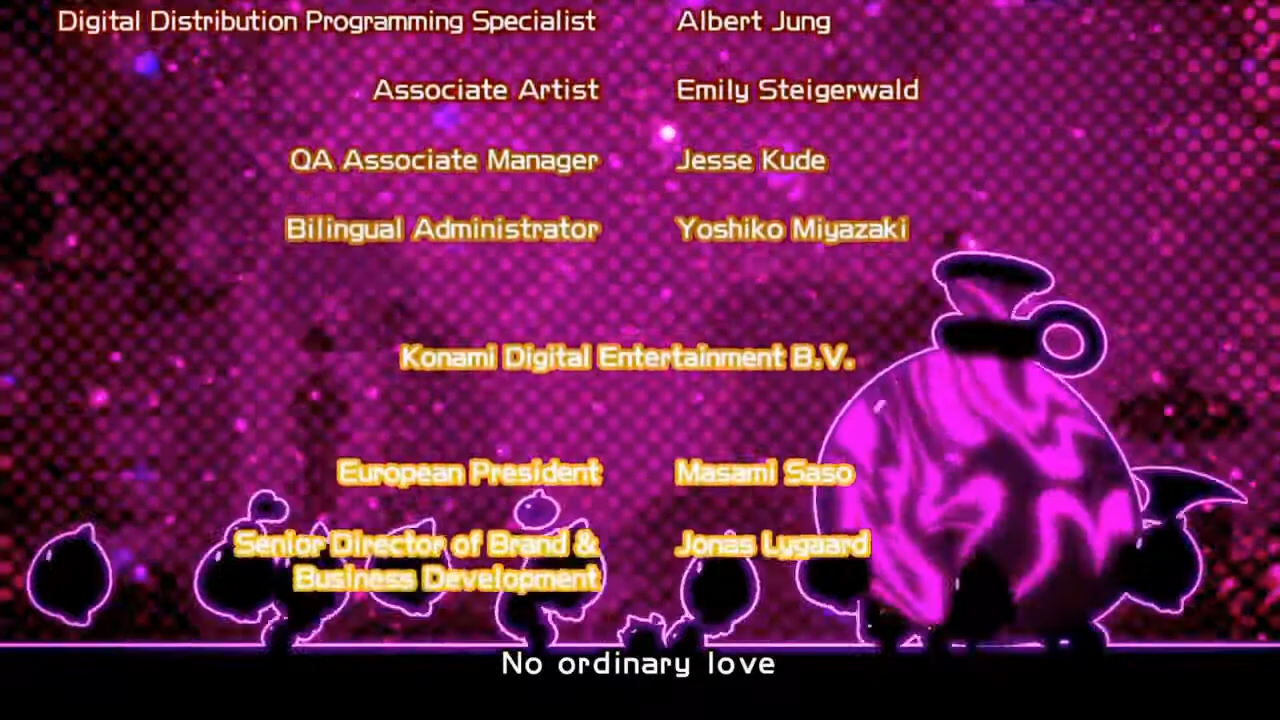 Digital Distribution Programming Specialist Albert Jung
Associate Artist Emily Steigerwald
QA Associate Manager Jesse Kude
Bilingual Administrator Yoshiko Miyazaki
Konami Digital Entertainment B.V.
European President Masami Saso
Senior Director of Brand & Jonas Lygaard
Business Development
No ordinary love